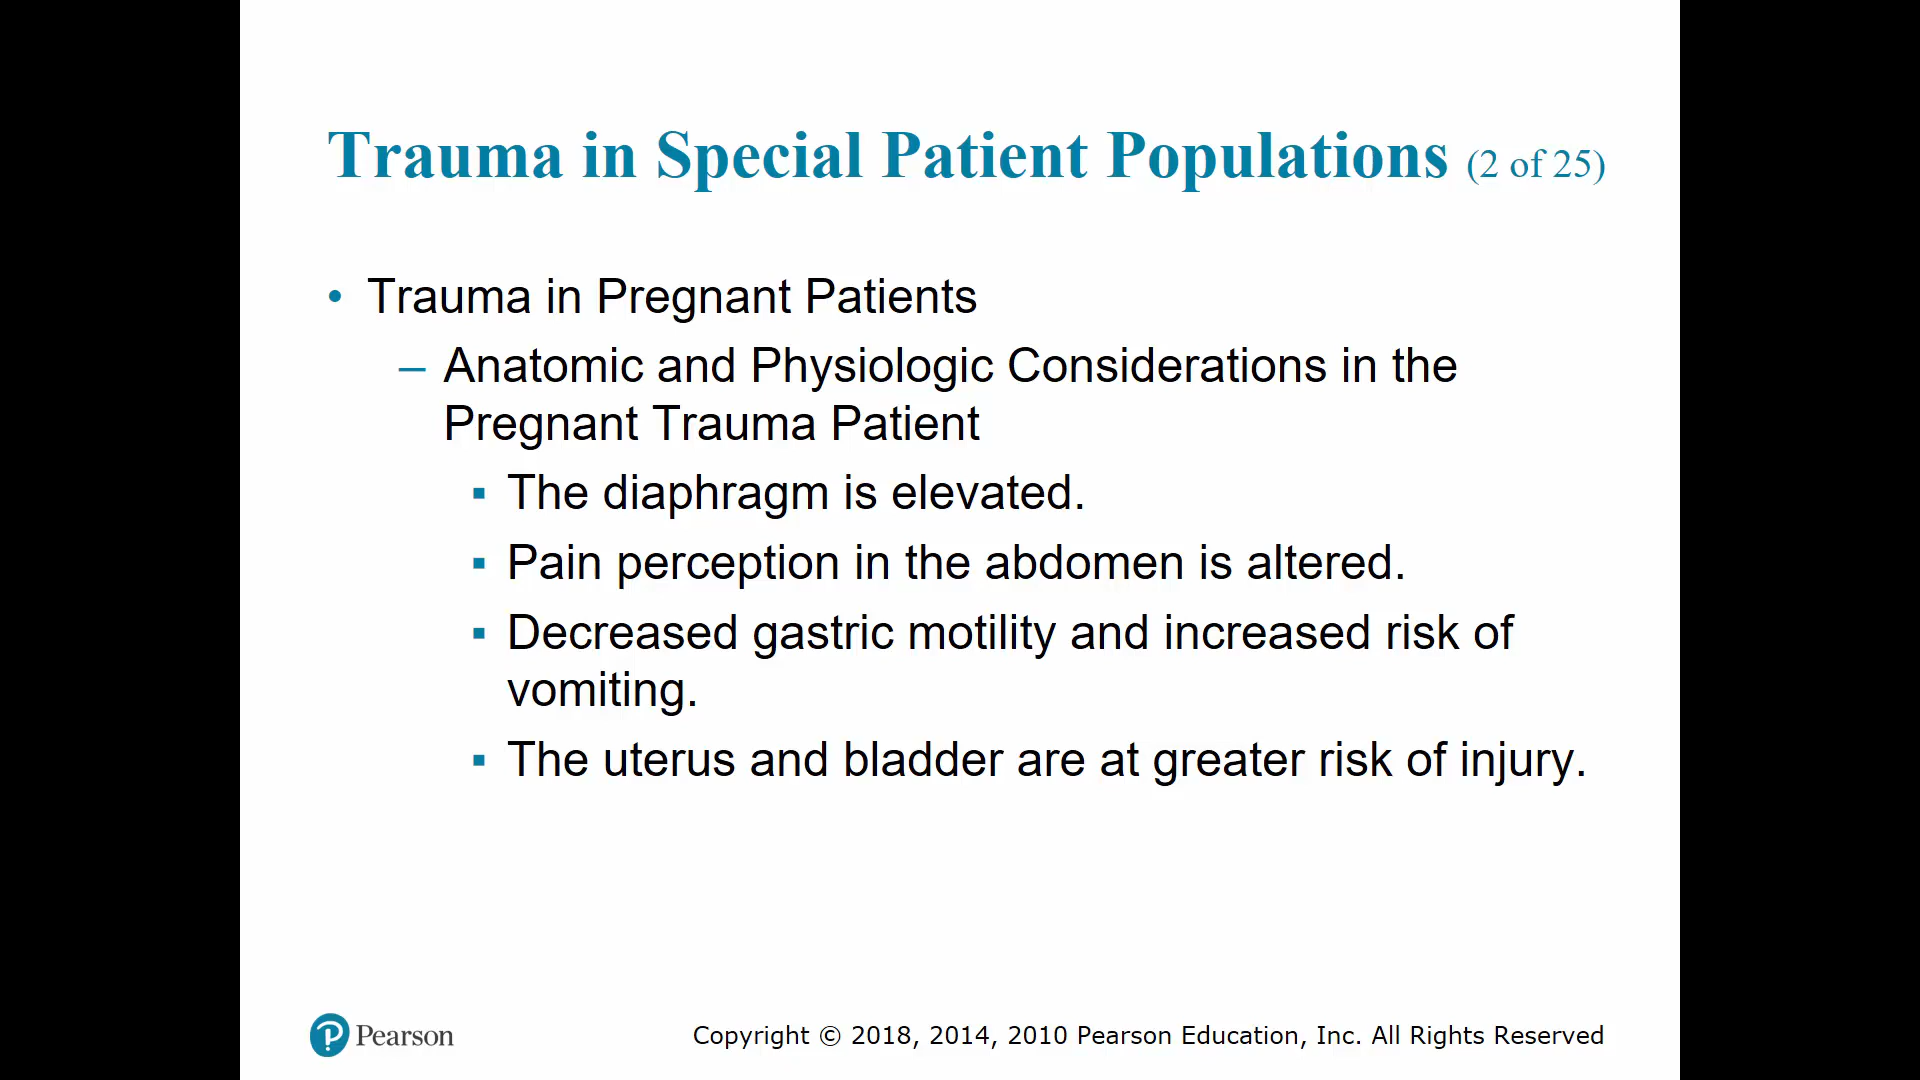 Trauma in Special Patient Populations (2 of 25)
• Trauma in Pregnant Patients
– Anatomic and Physiologic Considerations in the
Pregnant Trauma Patient
▪ The diaphragm is elevated.
▪ Pain perception in the abdomen is altered.
▪ Decreased gastric motility and increased risk of
vomiting.
▪ The uterus and bladder are at greater risk of injury.
Pearson
Copyright © 2018, 2014, 2010 Pearson Education, Inc. All Rights Reserved